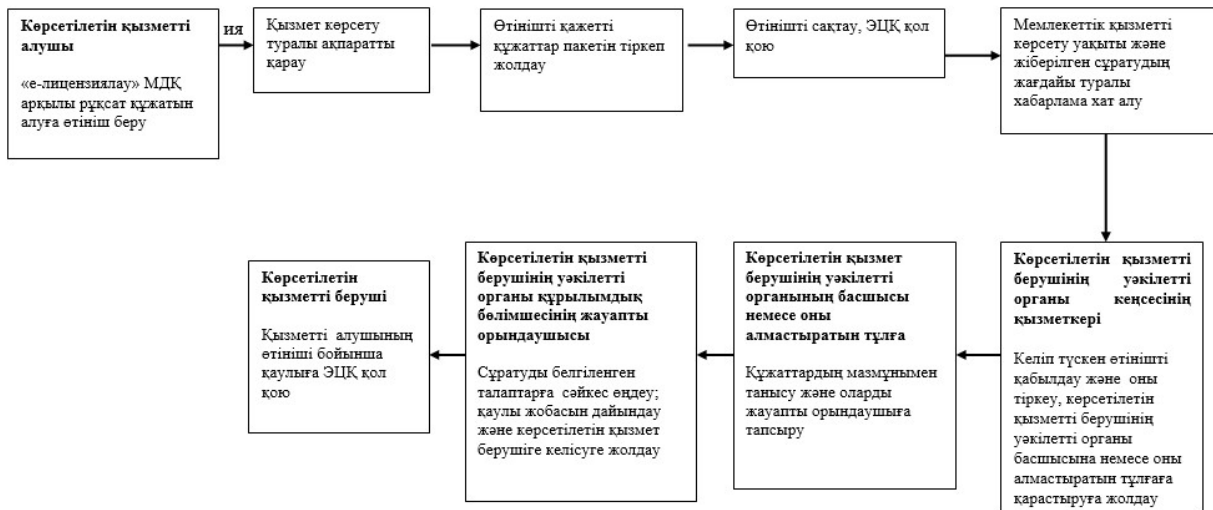 Көрсетілетін қызметті
алушы
«е-лицензиялау» МДҚ
арқылы рұқсат құжатын
алуға өтініш беру
ия
Қызмет көрсету
туралы ақпаратты
қарау
Өтінішті қажетті
құжаттар пакетін тіркеп
жолдау
Өтінішті сақтау, ЭЦҚ қол
қою
Мемлекеттік қызметті
көрсету уақыты және
жіберілген сұратудың
жағдайы туралы
хабарлама хат алу
Көрсетілетін қызметті
берушінің уәкілетті
органы кеңсесінің
қызметкері
Келіп түскен өтінішті
қабылдау және оны
тіркеу, көрсетілетін
қызметті берушінің
уәкілетті органы
басшысына немесе оны
алмастыратын тұлғаға
қарастыруға жолдау
Көрсетілетін қызмет
берушінің уәкілетті
органының басшысы
немесе оны
алмастыратын тұлға
Құжаттардың мазмұнымен
танысу және оларды
жауапты орындаушыға
тапсыру
Көрсетілетін қызметті
берушінің уәкілетті
органы құрылымдық
бөлімшесінің жауапты
орындаушысы
Сұратуды белгіленген
талаптарға сәйкес өңдеу;
қаулы жобасын дайындау
және көрсетілетін қызмет
берушіге келісуге жолдау
Көрсетілетін
қызметті беруші
Қызметті алушының
өтініші бойынша
қаулыға ЭЦҚ қол
қою